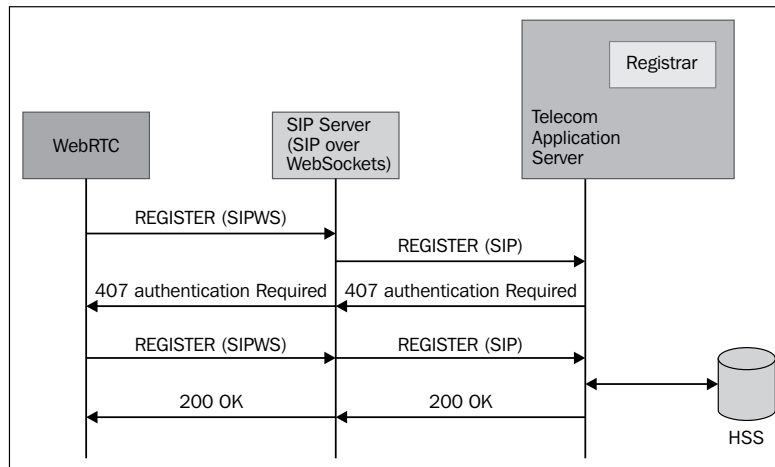 Registrar
Telecom
Application
Server
SIP Server
(SIP over
WebSockets)
WebRTC
REGISTER (SIPWS)
REGISTER (SIP)
407 authentication Required
407 authentication Required
REGISTER (SIPWS)
REGISTER (SIP)
200 OK
200 OK
HSS